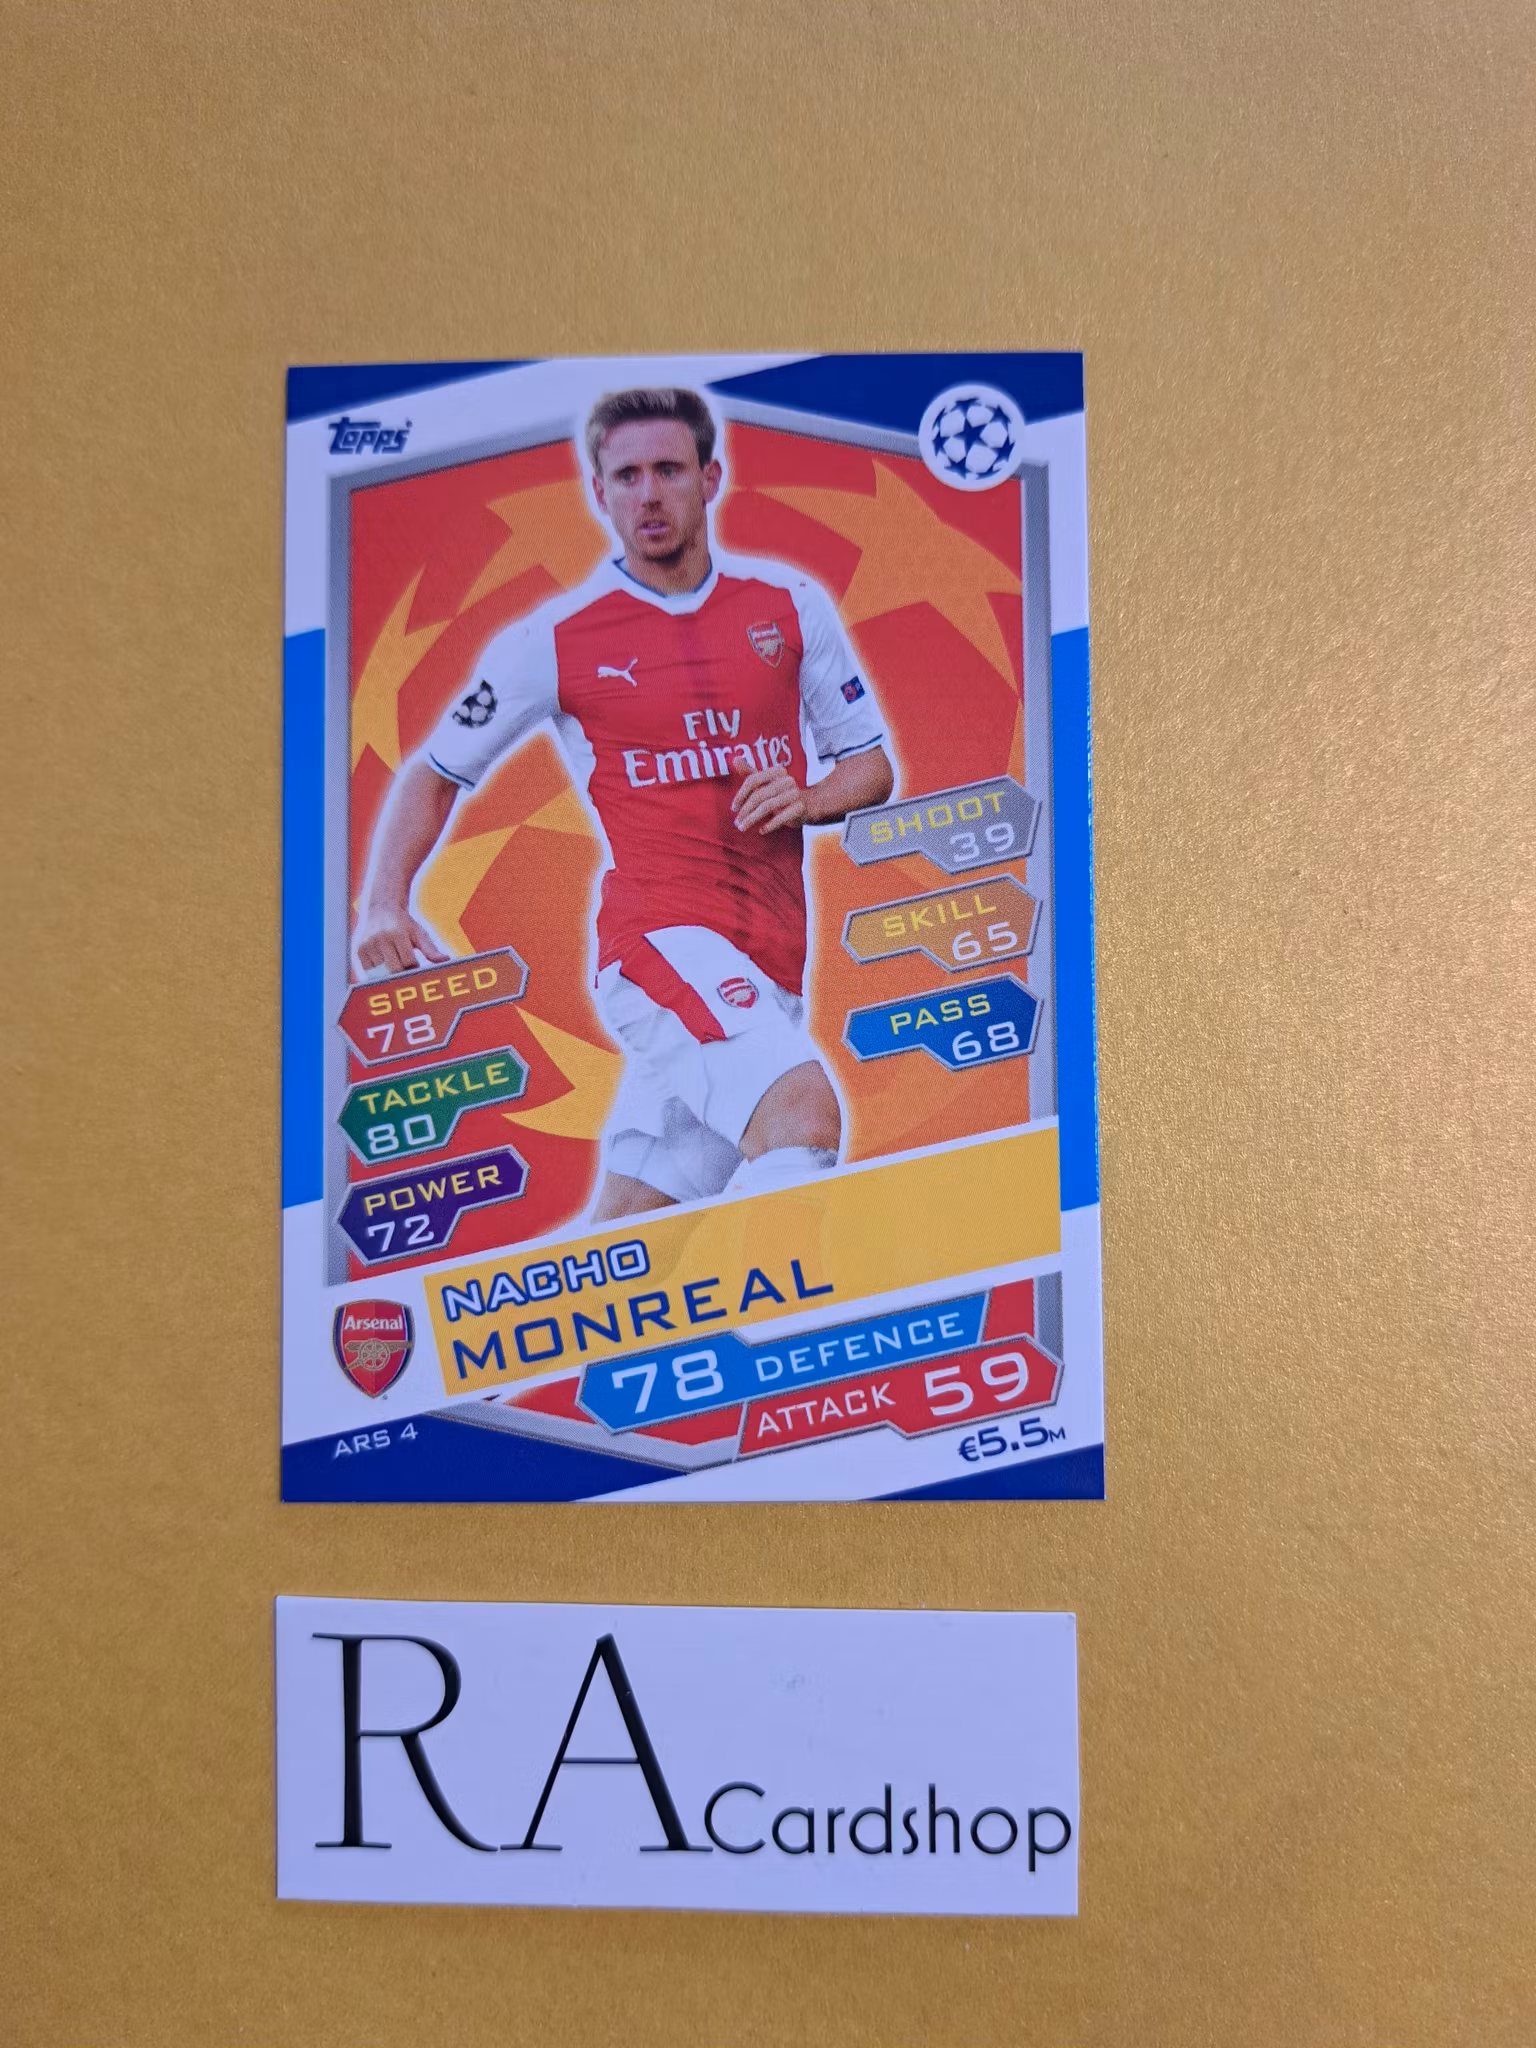 TOPPS
Arsenal
Fly
Emirates
SHOOT
39
SKILL
65
SPEED
78
PASS
68
TACKLE
80
POWER
72
NACHO
MONREAL
Arsenal
78 DEFENCE
ATTACK 59
ARS 4
€5.5M
RA Cardshop